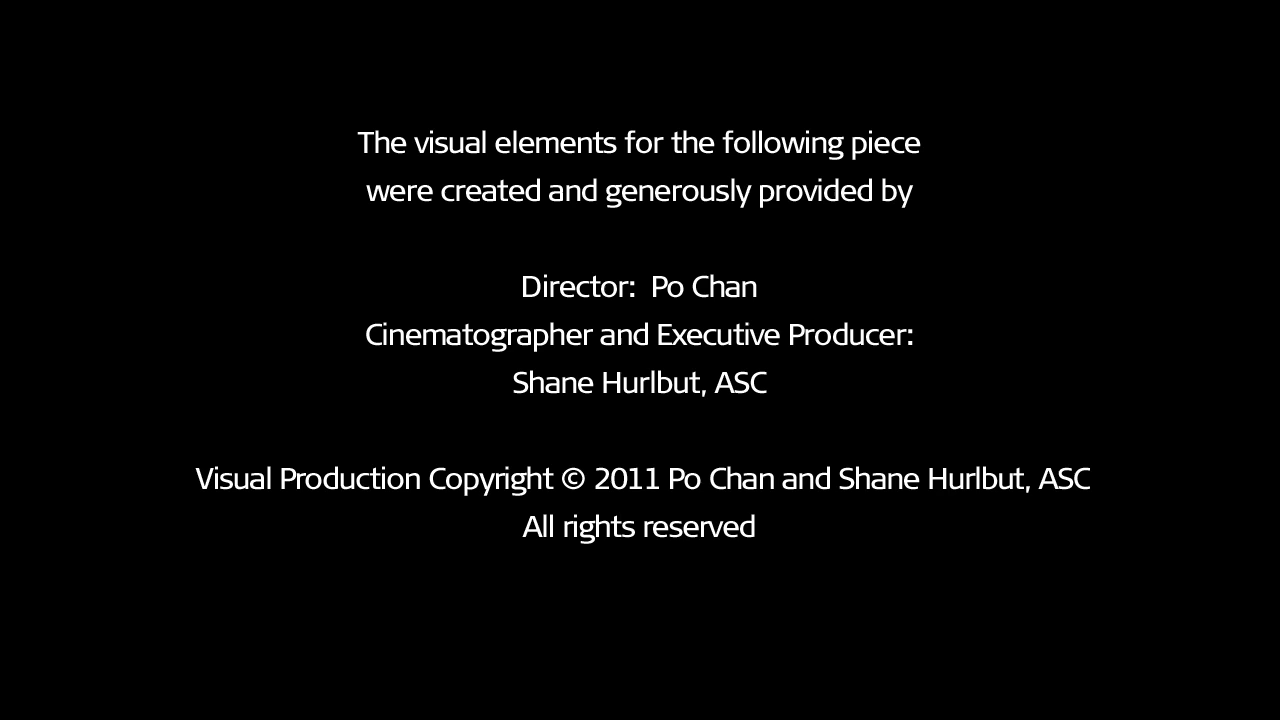 The visual elements for the following piece
were created and generously provided by
Director: Po Chan
Cinematographer and Executive Producer:
Shane Hurlbut, ASC
Visual Production Copyright © 2011 Po Chan and Shane Hurlbut, ASC
All rights reserved